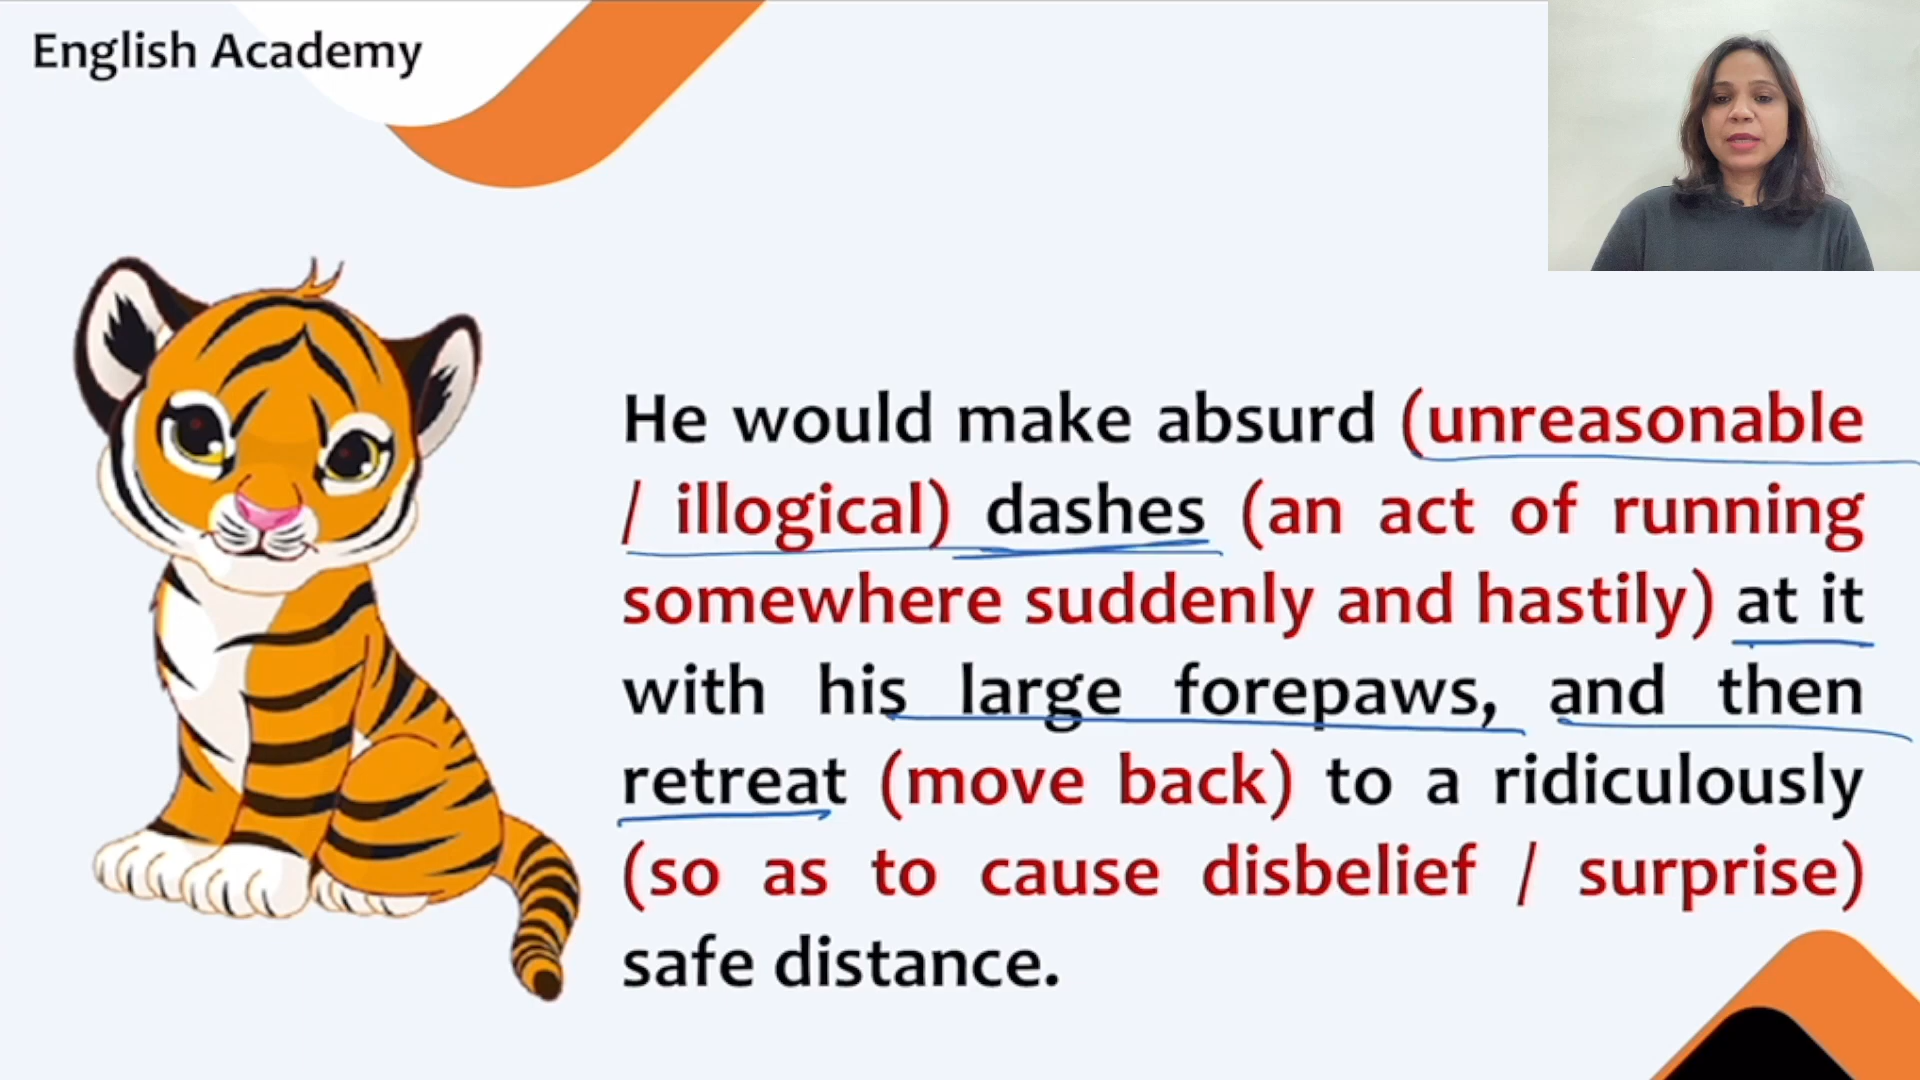 English Academy
He would make absurd (unreasonable
/ illogical) dashes (an act of running
somewhere suddenly and hastily) at it
with his large forepaws, and then
retreat (move back) to a ridiculously
(so as to cause disbelief / surprise)
safe distance.